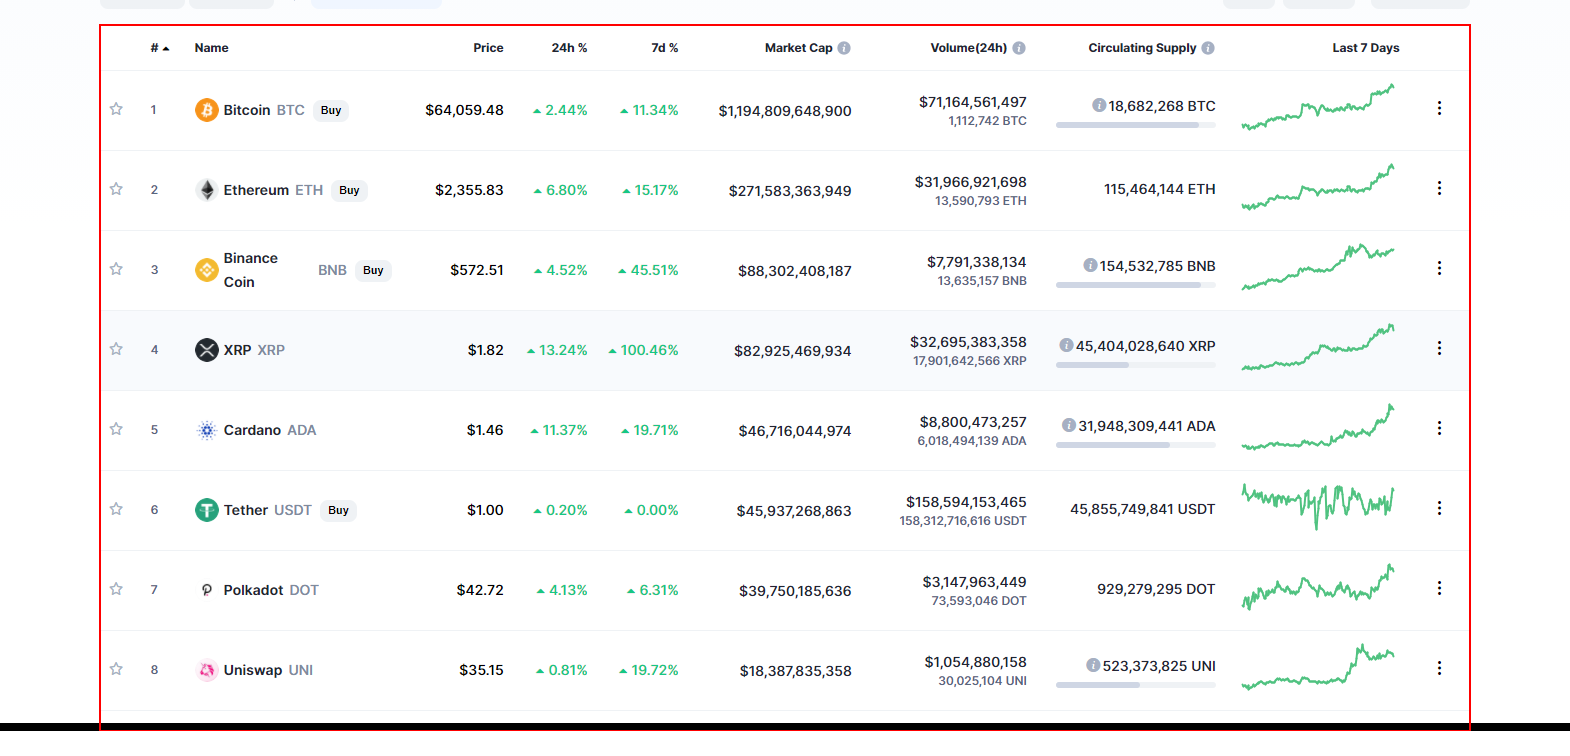 # Name Price 24h % 7d % Market Cap Volume(24h) Circulating Supply Last 7 Days
1 Bitcoin BTC Buy $64,059.48 2.44% 11.34% $1,194,809,648,900 $71,164,561,497 18,682,268 BTC
1,112,742 BTC
2 Ethereum ETH Buy $2,355.83 6.80% 15.17% $271,583,363,949 $31,966,921,698 115,464,144 ETH
13,590,793 ETH
3 Binance Coin BNB Buy $572.51 4.52% 45.51% $88,302,408,187 $7,791,338,134 154,532,785 BNB
13,635,157 BNB
4 XRP XRP $1.82 13.24% 100.46% $82,925,469,934 $32,695,383,358 45,404,028,640 XRP
17,901,642,566 XRP
5 Cardano ADA $1.46 11.37% 19.71% $46,716,044,974 $8,800,473,257 31,948,309,441 ADA
6,018,494,139 ADA
6 Tether USDT Buy $1.00 0.20% 0.00% $45,937,268,863 $158,594,153,465 45,855,749,841 USDT
158,312,716,616 USDT
7 Polkadot DOT $42.72 4.13% 6.31% $39,750,185,636 $3,147,963,449 929,279,295 DOT
73,593,046 DOT
8 Uniswap UNI $35.15 0.81% 19.72% $18,387,835,358 $1,054,880,158 523,373,825 UNI
30,025,104 UNI